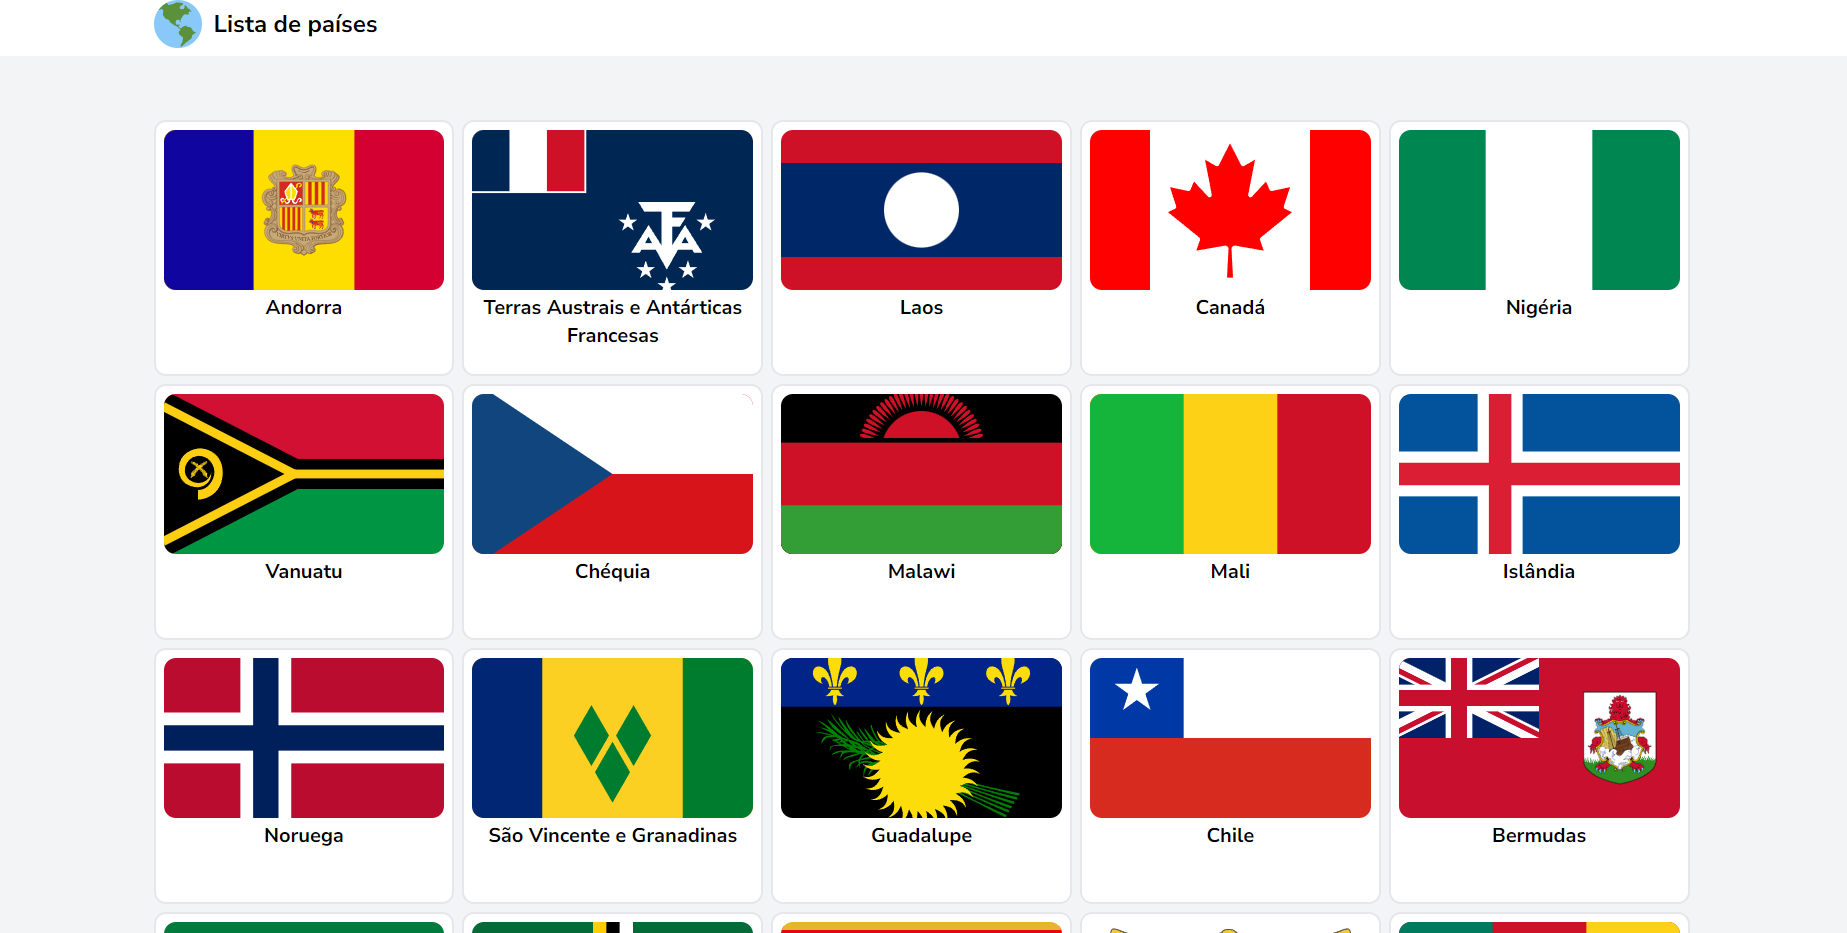 Lista de países
Andorra
Terras Austrais e Antárticas
Francesas
Laos
Canadá
Nigéria
Vanuatu
Chéquia
Malawi
Mali
Islândia
Noruega
São Vincente e Granadinas
Guadalupe
Chile
Bermudas